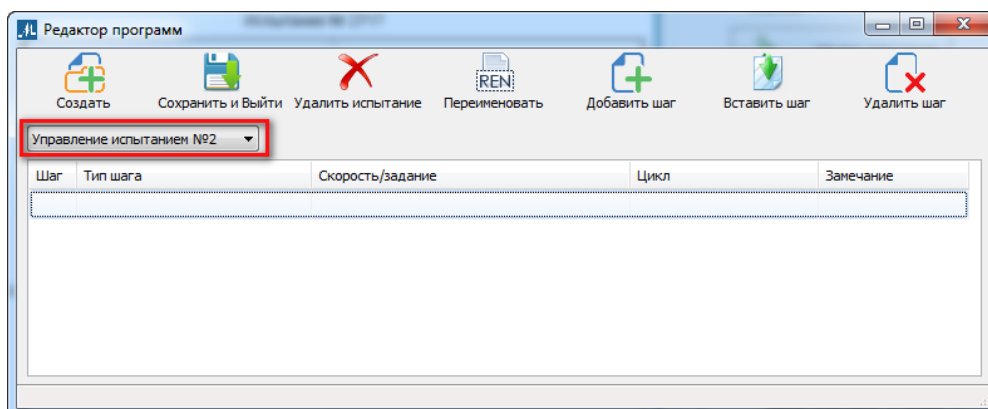 Редактор программ
REN
Создать Сохранить и Выйти Удалить испытание Переименовать Добавить шаг Вставить шаг Удалить шаг
Управление испытанием №2
Шаг Тип шага Скорость/задание Цикл Замечание